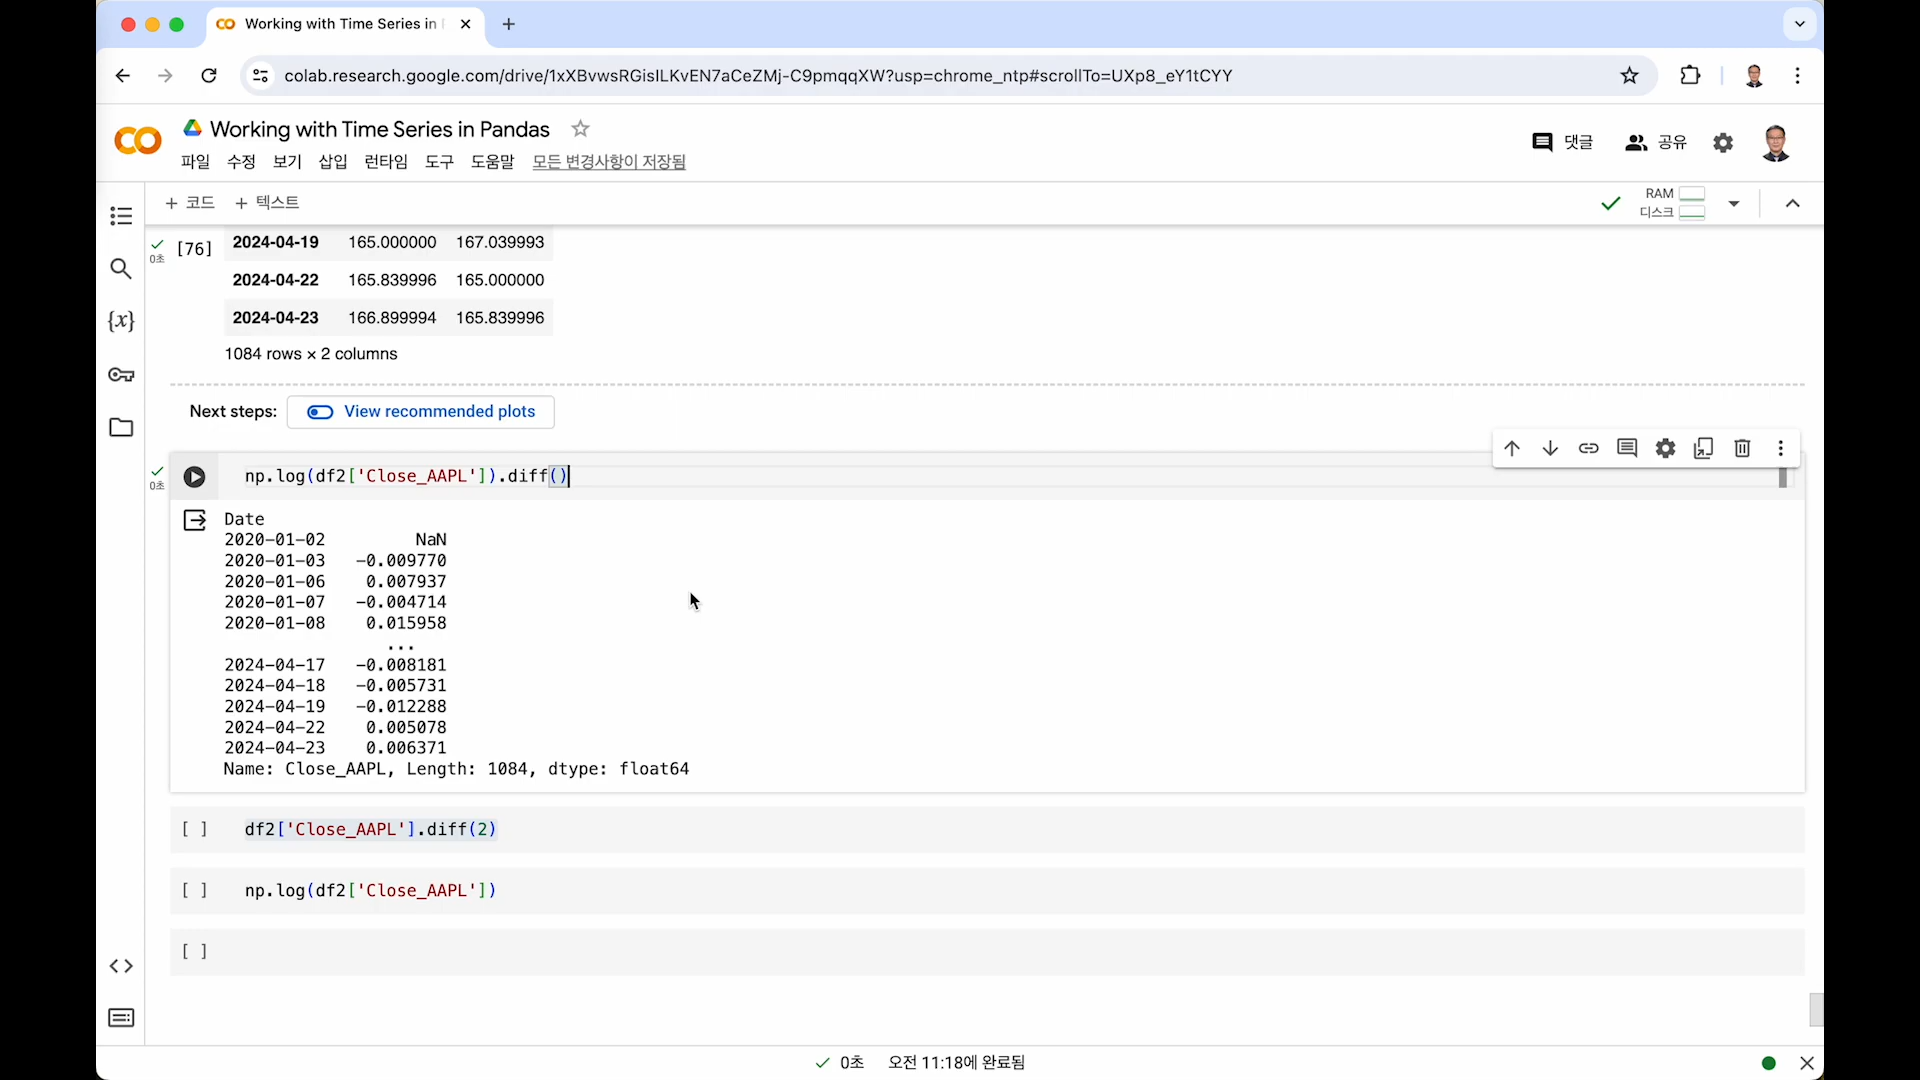 Working with Time Series in
colab.research.google.com/drive/1xXBvwsRGisILKvEN7aCeZMj-C9pmqqXW?usp=chrome_ntp#scrollTo=UXp8_eY1tCYY
Working with Time Series in Pandas
파일 수정 보기 삽입 런타임 도구 도움말 모든 변경사항이 저장됨
댓글 공유
+ 코드 + 텍스트
RAM
디스크
0초 [76] 2024-04-19 165.000000 167.039993
2024-04-22 165.839996 165.000000
2024-04-23 166.899994 165.839996
1084 rows × 2 columns
Next steps: View recommended plots
0초 np.log(df2['Close_AAPL']).diff()
Date
2020-01-02 NaN
2020-01-03 -0.009770
2020-01-06 0.007937
2020-01-07 -0.004714
2020-01-08 0.015958
...
2024-04-17 -0.008181
2024-04-18 -0.005731
2024-04-19 -0.012288
2024-04-22 0.005078
2024-04-23 0.006371
Name: Close_AAPL, Length: 1084, dtype: float64
[ ] df2['Close_AAPL'].diff(2)
[ ] np.log(df2['Close_AAPL'])
[ ]
0초 오전 11:18에 완료됨